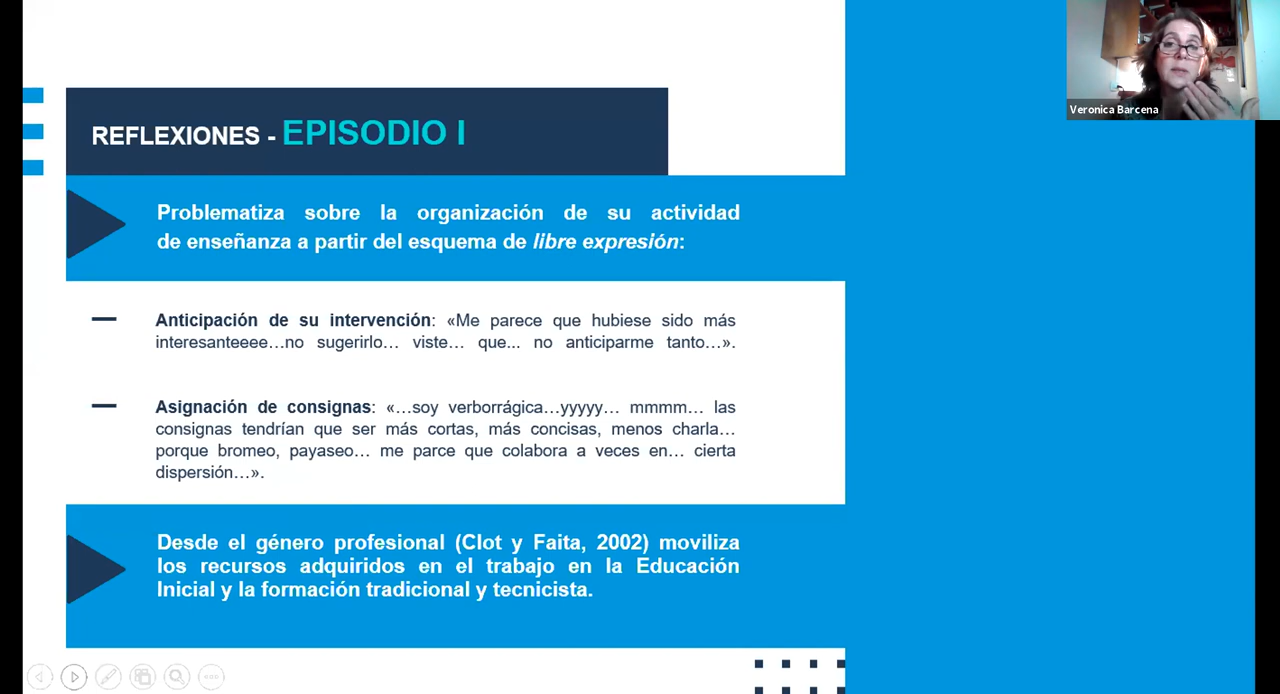 Veronica Barcena
REFLEXIONES - EPISODIO I
Problematiza sobre la organización de su actividad
de enseñanza a partir del esquema de libre expresión:
Anticipación de su intervención: «Me parece que hubiese sido más
interesanteeee…no sugerirlo… viste… que... no anticiparme tanto…».
Asignación de consignas: «…soy verborrágica…yyyyy… mmmm… las
consignas tendrían que ser más cortas, más concisas, menos charla…
porque bromeo, payaseo… me parce que colabora a veces en… cierta
dispersión…».
Desde el género profesional (Clot y Faita, 2002) moviliza
los recursos adquiridos en el trabajo en la Educación
Inicial y la formación tradicional y tecnicista.